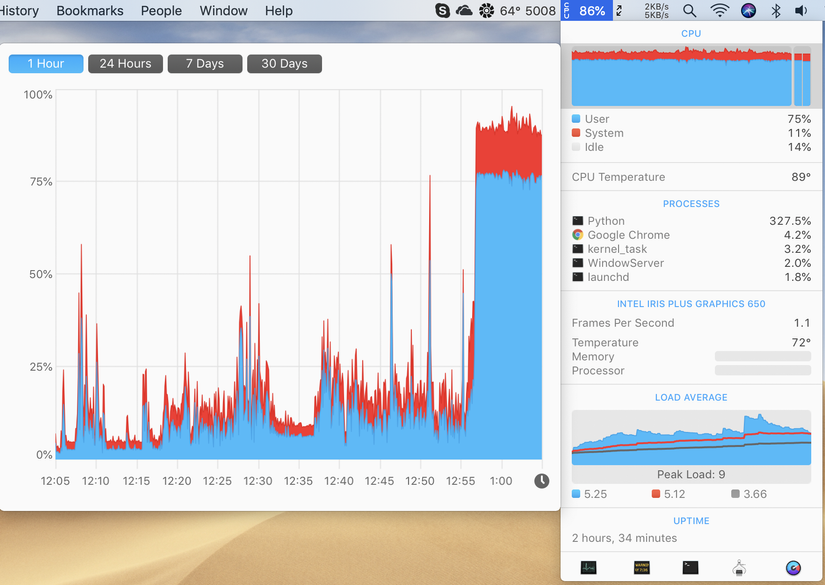 History Bookmarks People Window Help 64° 5008 CPU 86% 2KB/s
5KB/s
1 Hour 24 Hours 7 Days 30 Days
100%
75%
50%
25%
0%
12:05 12:10 12:15 12:20 12:25 12:30 12:35 12:40 12:45 12:50 12:55 1:00
CPU
User 75%
System 11%
Idle 14%
CPU Temperature 89°
PROCESSES
Python 327.5%
Google Chrome 4.2%
kernel_task 3.2%
WindowServer 2.0%
launchd 1.8%
INTEL IRIS PLUS GRAPHICS 650
Frames Per Second 1.1
Temperature 72°
Memory
Processor
LOAD AVERAGE
Peak Load: 9
5.25 5.12 3.66
UPTIME
2 hours, 34 minutes